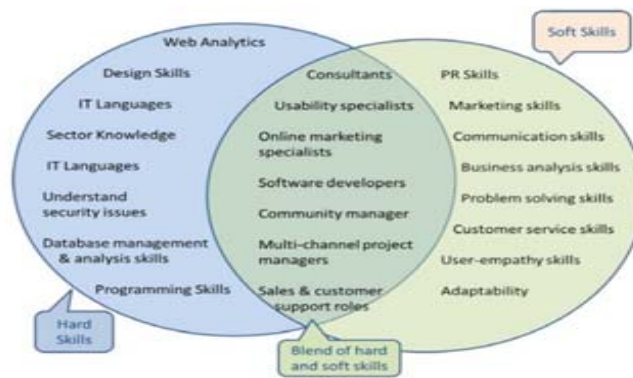 Soft Skills
Web Analytics
Design Skills
IT Languages
Sector Knowledge
IT Languages
Understand
security issues
Database management
& analysis skills
Programming Skills
Hard
Skills
Consultants
Usability specialists
Online marketing
specialists
Software developers
Community manager
Multi-channel project
managers
Sales & customer
support roles
Blend of hard
and soft skills
PR Skills
Marketing skills
Communication skills
Business analysis skills
Problem solving skills
Customer service skills
User-empathy skills
Adaptability